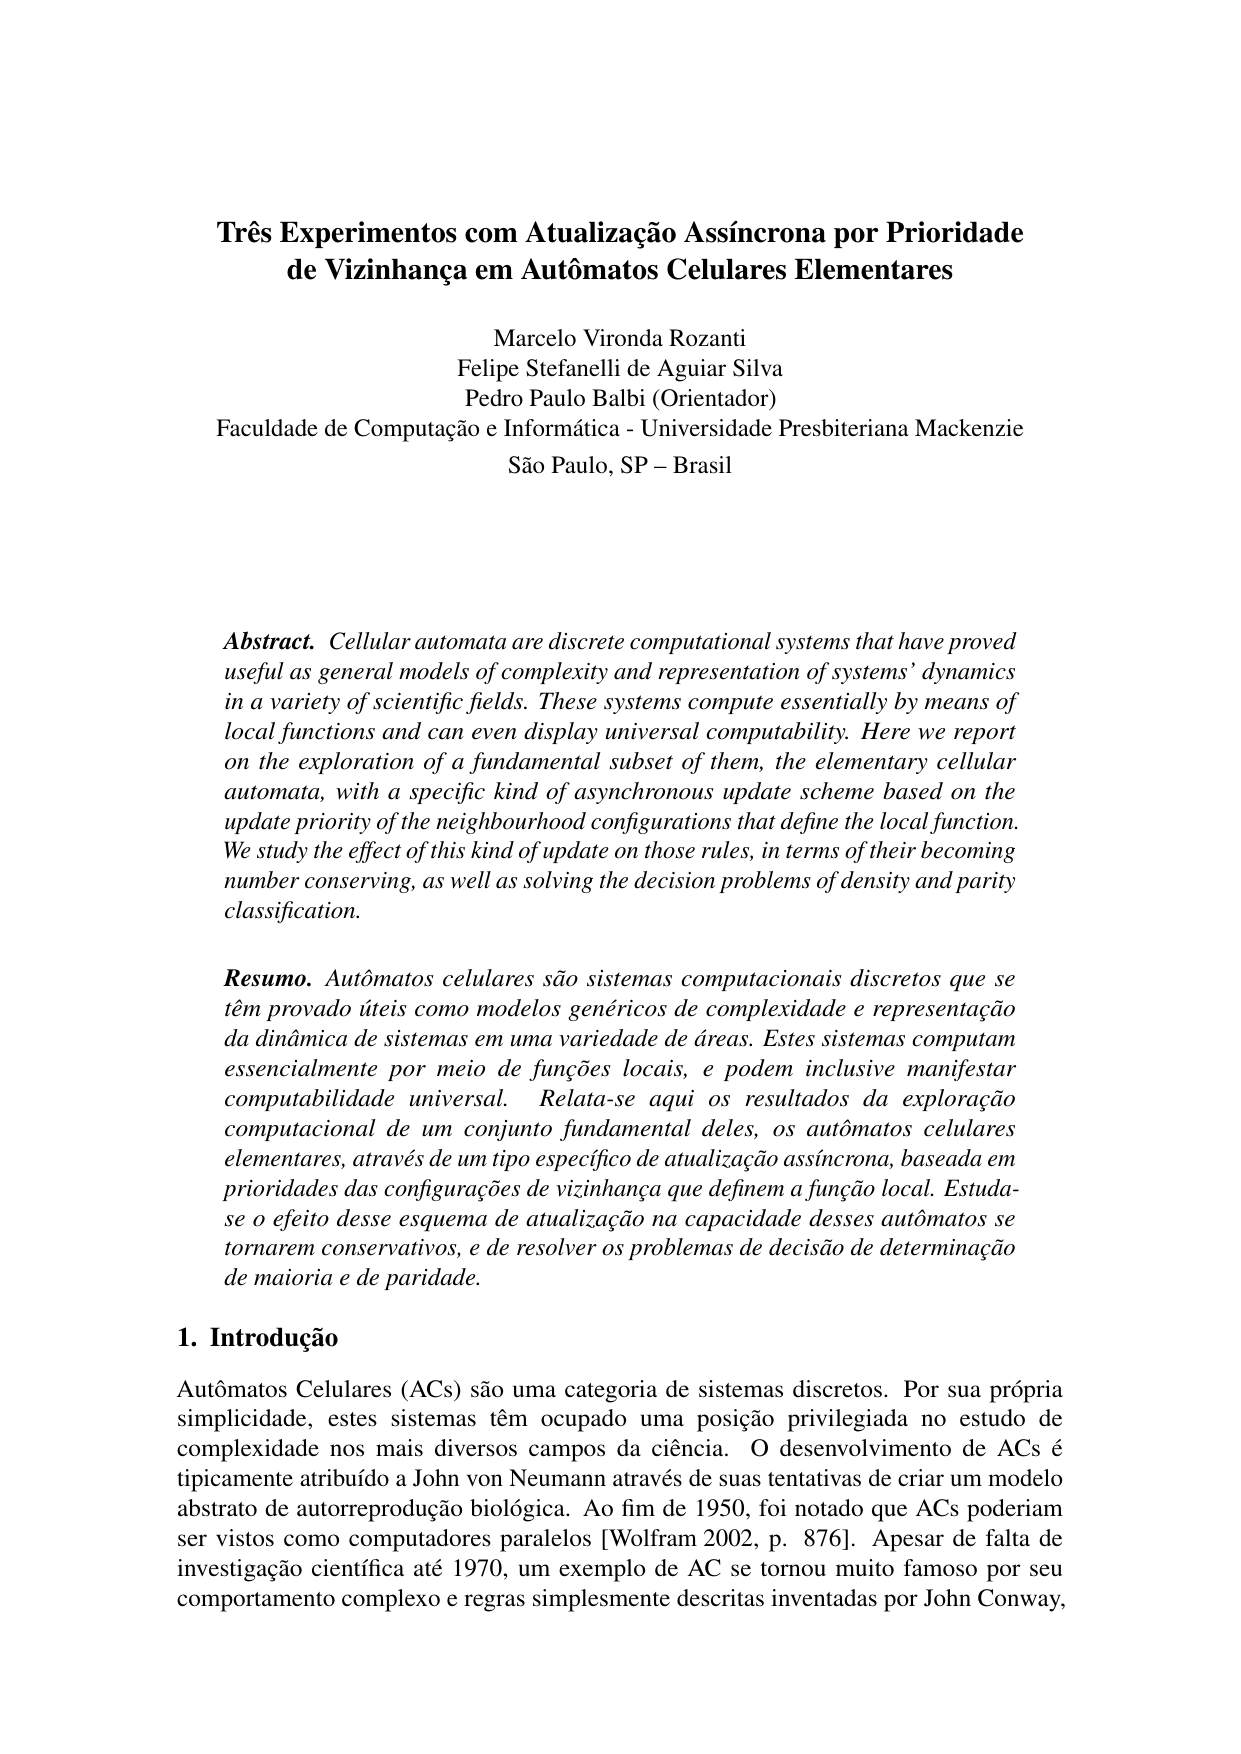 Três Experimentos com Atualização Assíncrona por Prioridade
de Vizinhança em Autômatos Celulares Elementares
Marcelo Vironda Rozanti
Felipe Stefanelli de Aguiar Silva
Pedro Paulo Balbi (Orientador)
Faculdade de Computação e Informática - Universidade Presbiteriana Mackenzie
São Paulo, SP – Brasil
Abstract. Cellular automata are discrete computational systems that have proved
useful as general models of complexity and representation of systems’ dynamics
in a variety of scientific fields. These systems compute essentially by means of
local functions and can even display universal computability. Here we report
on the exploration of a fundamental subset of them, the elementary cellular
automata, with a specific kind of asynchronous update scheme based on the
update priority of the neighbourhood configurations that define the local function.
We study the effect of this kind of update on those rules, in terms of their becoming
number conserving, as well as solving the decision problems of density and parity
classification.
Resumo. Autômatos celulares são sistemas computacionais discretos que se
têm provado úteis como modelos genéricos de complexidade e representação
da dinâmica de sistemas em uma variedade de áreas. Estes sistemas computam
essencialmente por meio de funções locais, e podem inclusive manifestar
computabilidade universal. Relata-se aqui os resultados da exploração
computacional de um conjunto fundamental deles, os autômatos celulares
elementares, através de um tipo específico de atualização assíncrona, baseada em
prioridades das configurações de vizinhança que definem a função local. Estuda-
se o efeito desse esquema de atualização na capacidade desses autômatos se
tornarem conservativos, e de resolver os problemas de decisão de determinação
de maioria e de paridade.
1. Introdução
Autômatos Celulares (ACs) são uma categoria de sistemas discretos. Por sua própria
simplicidade, estes sistemas têm ocupado uma posição privilegiada no estudo de
complexidade nos mais diversos campos da ciência. O desenvolvimento de ACs é
tipicamente atribuído a John von Neumann através de suas tentativas de criar um modelo
abstrato de autorreprodução biológica. Ao fim de 1950, foi notado que ACs poderiam
ser vistos como computadores paralelos [Wolfram 2002, p. 876]. Apesar de falta de
investigação científica até 1970, um exemplo de AC se tornou muito famoso por seu
comportamento complexo e regras simplesmente descritas inventadas por John Conway,